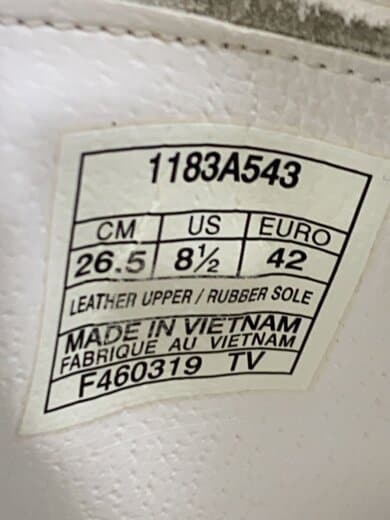 1183A543
CM US EURO
26.5 8½ 42
LEATHER UPPER / RUBBER SOLE
MADE IN VIETNAM
FABRIQUE AU VIETNAM
F460319 TV